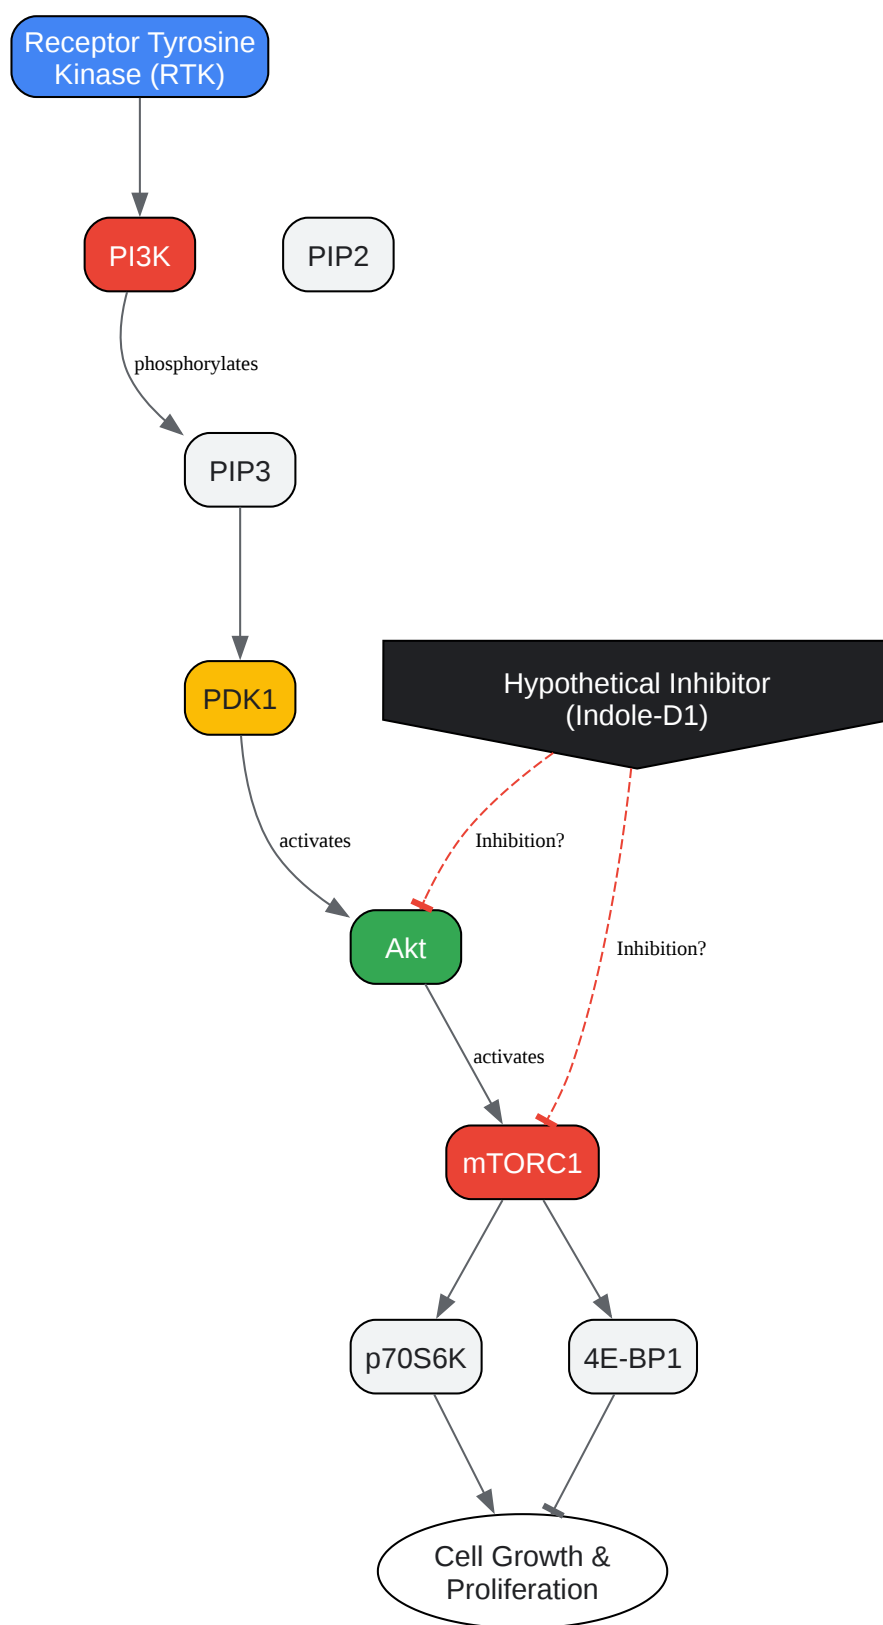 Receptor Tyrosine
Kinase (RTK)
PI3K
PIP2
phosphorylates
PIP3
PDK1
Hypothetical Inhibitor
(Indole-D1)
activates
Inhibition?
Akt
Inhibition?
activates
mTORC1
p70S6K
4E-BP1
Cell Growth &
Proliferation